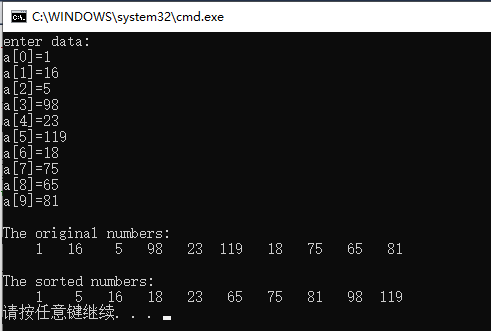 C:\WINDOWS\system32\cmd.exe
enter data:
a[0]=1
a[1]=16
a[2]=5
a[3]=98
a[4]=23
a[5]=119
a[6]=18
a[7]=75
a[8]=65
a[9]=81
The original numbers:
1 16 5 98 23 119 18 75 65 81
The sorted numbers:
1 5 16 18 23 65 75 81 98 119
请按任意键继续. . .